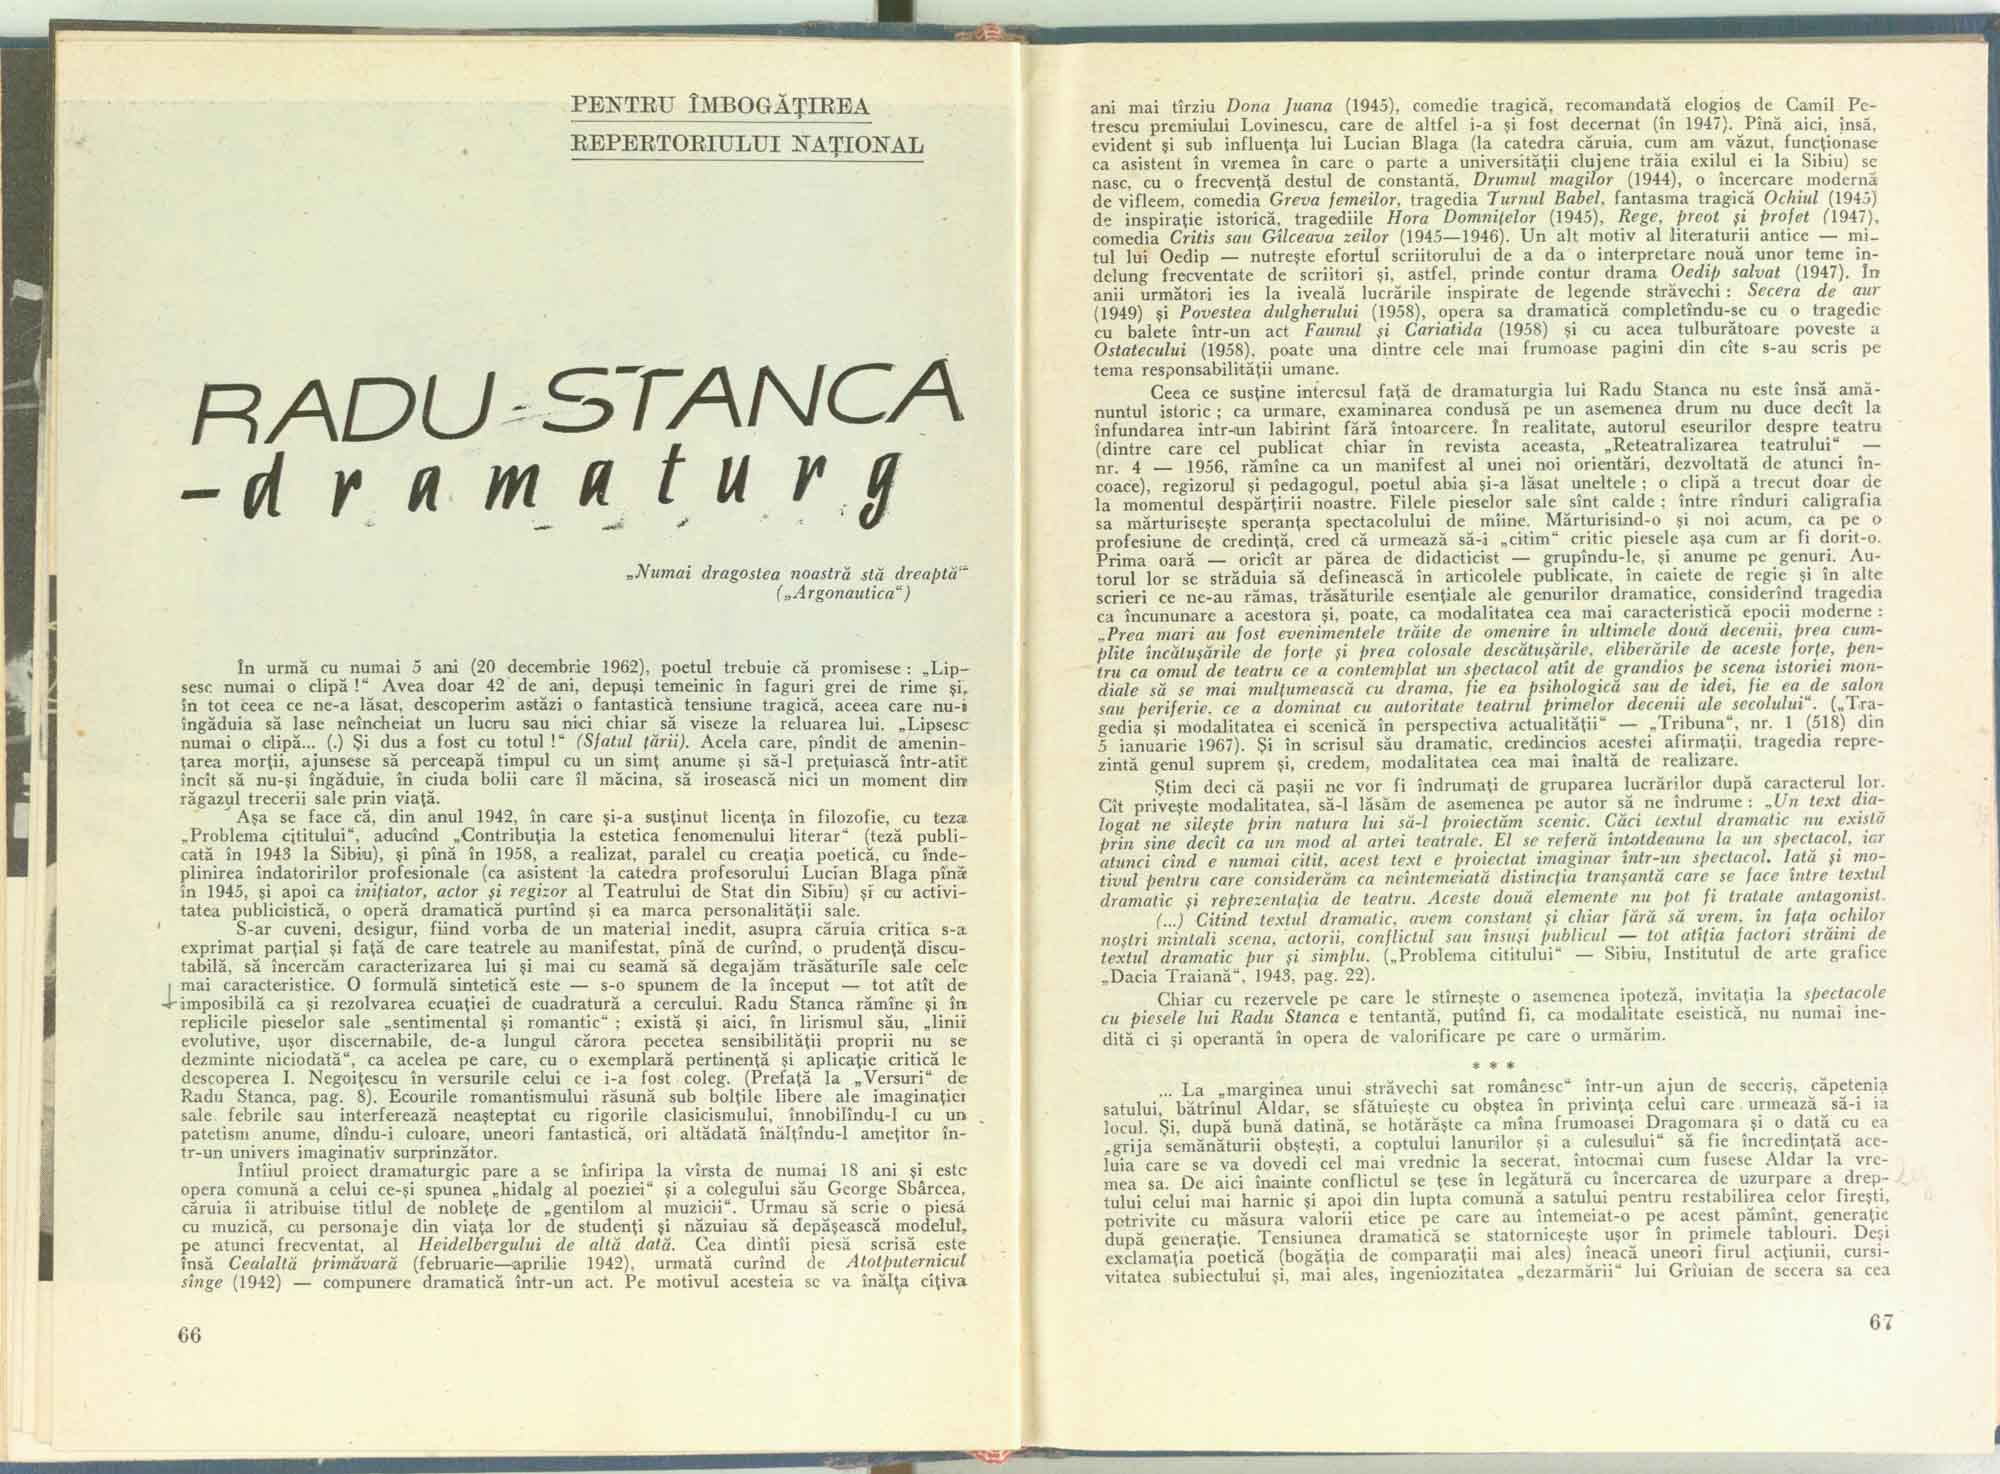 PENTRU ÎMBOGĂŢIREA
REPERTORIULUI NAŢIONAL
RADU STANCA
– dramaturg
„Numai dragostea noastră stă dreaptă“
(„Argonautica“)
În urmă cu numai 5 ani (20 decembrie 1962), poetul trebuie că promisese : „Lip-
sesc numai o clipă !“ Avea doar 42 de ani, depuşi temeinic în faguri grei de rime şi,
în tot ceea ce ne-a lăsat, descoperim astăzi o fantastică tensiune tragică, aceea care nu-i
îngăduia să lase neîncheiat un lucru sau nici chiar să viseze la reluarea lui. „Lipsesc
numai o clipă... (.) Şi dus a fost cu totul !“ (Sfatul ţării). Acela care, pîndit de amenin-
ţarea morţii, ajunsese să perceapă timpul cu un simţ anume şi să-l preţuiască într-atît
încît să nu-şi îngăduie, în ciuda bolii care îl măcina, să irosească nici un moment din
răgazul trecerii sale prin viaţă.
Aşa se face că, din anul 1942, în care şi-a susţinut licenţa în filozofie, cu teza
„Problema cititului“, aducînd „Contribuţia la estetica fenomenului literar“ (teză publi-
cată în 1943 la Sibiu), şi pînă în 1958, a realizat, paralel cu creaţia poetică, cu înde-
plinirea îndatoririlor profesionale (ca asistent la catedra profesorului Lucian Blaga pînă
în 1945, şi apoi ca iniţiator, actor şi regizor al Teatrului de Stat din Sibiu) şi cu activi-
tatea publicistică, o operă dramatică purtînd şi ea marca personalităţii sale.
S-ar cuveni, desigur, fiind vorba de un material inedit, asupra căruia critica s-a
exprimat parţial şi faţă de care teatrele au manifestat, pînă de curînd, o prudenţă discu-
tabilă, să încercăm caracterizarea lui şi mai cu seamă să degajăm trăsăturile sale cele
mai caracteristice. O formulă sintetică este — s-o spunem de la început — tot atît de
imposibilă ca şi rezolvarea ecuaţiei de cuadratură a cercului. Radu Stanca rămîne şi în
replicile pieselor sale „sentimental şi romantic“ ; există şi aici, în lirismul său, „linii
evolutive, uşor discernabile, de-a lungul cărora pecetea sensibilităţii proprii nu se
dezminte niciodată“, ca acelea pe care, cu o exemplară pertinenţă şi aplicaţie critică le
descoperea I. Negoiţescu în versurile celui ce i-a fost coleg. (Prefaţă la „Versuri“ de
Radu Stanca, pag. 8). Ecourile romantismului răsună sub bolţile libere ale imaginaţiei
sale febrile sau interferează neaşteptat cu rigorile clasicismului, înnobilîndu-l cu un
patetism anume, dîndu-i culoare, uneori fantastică, ori altădată înălţîndu-l ameţitor în-
tr-un univers imaginativ surprinzător.
Întîiul proiect dramaturgic pare a se înfiripa la vîrsta de numai 18 ani şi este
opera comună a celui ce-şi spunea „hidalg al poeziei“ şi a colegului său George Sbârcea,
căruia îi atribuise titlul de nobleţe de „gentilom al muzicii“. Urmau să scrie o piesă
cu muzică, cu personaje din viaţa lor de studenţi şi năzuiau să depăşească modelul,
pe atunci frecventat, al Heidelbergului de altă dată. Cea dintîi piesă scrisă este
însă Cealaltă primăvară (februarie—aprilie 1942), urmată curînd de Atotputernicul
sînge (1942) — compunere dramatică într-un act. Pe motivul acesteia se va înălţa cîţiva
66
ani mai tîrziu Dona Juana (1945), comedie tragică, recomandată elogios de Camil Pe-
trescu premiului Lovinescu, care de altfel i-a şi fost decernat (în 1947). Pînă aici, însă,
evident şi sub influenţa lui Lucian Blaga (la catedra căruia, cum am văzut, funcţionase
ca asistent în vremea în care o parte a universităţii clujene trăia exilul ei la Sibiu) se
nasc, cu o frecvenţă destul de constantă, Drumul magilor (1944), o încercare modernă
de vifleem, comedia Greva femeilor, tragedia Turnul Babel, fantasma tragică Ochiul (1945)
de inspiraţie istorică, tragediile Hora Domniţelor (1945), Rege, preot şi profet (1947),
comedia Critis sau Gîlceava zeilor (1945—1946). Un alt motiv al literaturii antice — mi-
tul lui Oedip — nutreşte efortul scriitorului de a da o interpretare nouă unor teme în-
delung frecventate de scriitori şi, astfel, prinde contur drama Oedip salvat (1947). În
anii următori ies la iveală lucrările inspirate de legende străvechi : Secera de aur
(1949) şi Povestea dulgherului (1958), opera sa dramatică completîndu-se cu o tragedie
cu balete într-un act Faunul şi Cariatida (1958) şi cu acea tulburătoare poveste a
Ostatecului (1958), poate una dintre cele mai frumoase pagini din cîte s-au scris pe
tema responsabilităţii umane.
Ceea ce susţine interesul faţă de dramaturgia lui Radu Stanca nu este însă amă-
nuntul istoric ; ca urmare, examinarea condusă pe un asemenea drum nu duce decît la
înfundarea intr-un labirint fără întoarcere. În realitate, autorul eseurilor despre teatru
(dintre care cel publicat chiar în revista aceasta, „Reteatralizarea teatrului“ —
nr. 4 — 1956, rămîne ca un manifest al unei noi orientări, dezvoltată de atunci în-
coace), regizorul şi pedagogul, poetul abia şi-a lăsat uneltele ; o clipă a trecut doar de
la momentul despărţirii noastre. Filele pieselor sale sînt calde ; între rînduri caligrafia
sa mărturiseşte speranţa spectacolului de mîine. Mărturisind-o şi noi acum, ca pe o
profesiune de credinţă, cred că urmează să-i „citim“ critic piesele aşa cum ar fi dorit-o.
Prima oară — oricît ar părea de didacticist — grupîndu-le, şi anume pe genuri. Au-
torul lor se străduia să definească în articolele publicate, în caiete de regie şi în alte
scrieri ce ne-au rămas, trăsăturile esenţiale ale genurilor dramatice, considerînd tragedia
ca încununare a acestora şi, poate, ca modalitatea cea mai caracteristică epocii moderne :
„Prea mari au fost evenimentele trăite de omenire în ultimele două decenii, prea cum-
plite încătuşările de forţe şi prea colosale descătuşările, eliberările de aceste forţe, pen-
tru ca omul de teatru ce a contemplat un spectacol atît de grandios pe scena istoriei mon-
diale să se mai mulţumească cu drama, fie ea psihologică sau de idei, fie ea de salon
sau periferie, ce a dominat cu autoritate teatrul primelor decenii ale secolului“. („Tra-
gedia şi modalitatea ei scenică în perspectiva actualităţii“ — „Tribuna“, nr. 1 (518) din
5 ianuarie 1967). Şi în scrisul său dramatic, credincios acestei afirmaţii, tragedia repre-
zintă genul suprem şi, credem, modalitatea cea mai înaltă de realizare.
Ştim deci că paşii ne vor fi îndrumaţi de gruparea lucrărilor după caracterul lor.
Cît priveşte modalitatea, să-l lăsăm de asemenea pe autor să ne îndrume : „Un text dia-
logat ne sileşte prin natura lui să-l proiectăm scenic. Căci textul dramatic nu există
prin sine decît ca un mod al artei teatrale. El se referă întotdeauna la un spectacol, iar
atunci cînd e numai citit, acest text e proiectat imaginar într-un spectacol. Iată şi mo-
tivul pentru care considerăm ca neîntemeiată distincţia tranşantă care se face între textul
dramatic şi reprezentaţia de teatru. Aceste două elemente nu pot fi tratate antagonist.
(...) Citind textul dramatic, avem constant şi chiar fără să vrem, în faţa ochilor
noştri mintali scena, actorii, conflictul sau însuşi publicul — tot atîţia factori străini de
textul dramatic pur şi simplu. („Problema cititului“ — Sibiu, Institutul de arte grafice
„Dacia Traiană“, 1943, pag. 22).
Chiar cu rezervele pe care le stîrneşte o asemenea ipoteză, invitaţia la spectacole
cu piesele lui Radu Stanca e tentantă, putînd fi, ca modalitate eseistică, nu numai ine-
dită ci şi operantă în opera de valorificare pe care o urmărim.
* * *
... La „marginea unui străvechi sat românesc“ într-un ajun de seceriş, căpetenia
satului, bătrînul Aldar, se sfătuieşte cu obştea în privinţa celui care urmează să-i ia
locul. Şi, după bună datină, se hotărăşte ca mîna frumoasei Dragomara şi o dată cu ea
„grija semănăturii obşteşti, a coptului lanurilor şi a culesului“ să fie încredinţată ace-
luia care se va dovedi cel mai vrednic la secerat, întocmai cum fusese Aldar la vre-
mea sa. De aici înainte conflictul se ţese în legătură cu încercarea de uzurpare a drep-
tului celui mai harnic şi apoi din lupta comună a satului pentru restabilirea celor fireşti,
potrivite cu măsura valorii etice pe care au întemeiat-o pe acest pămînt, generaţie
după generaţie. Tensiunea dramatică se statorniceşte uşor în primele tablouri. Deşi
exclamaţia poetică (bogăţia de comparaţii mai ales) îneacă uneori firul acţiunii, cursi-
vitatea subiectului şi, mai ales, ingeniozitatea „dezarmării“ lui Grîuian de secera sa cea
67